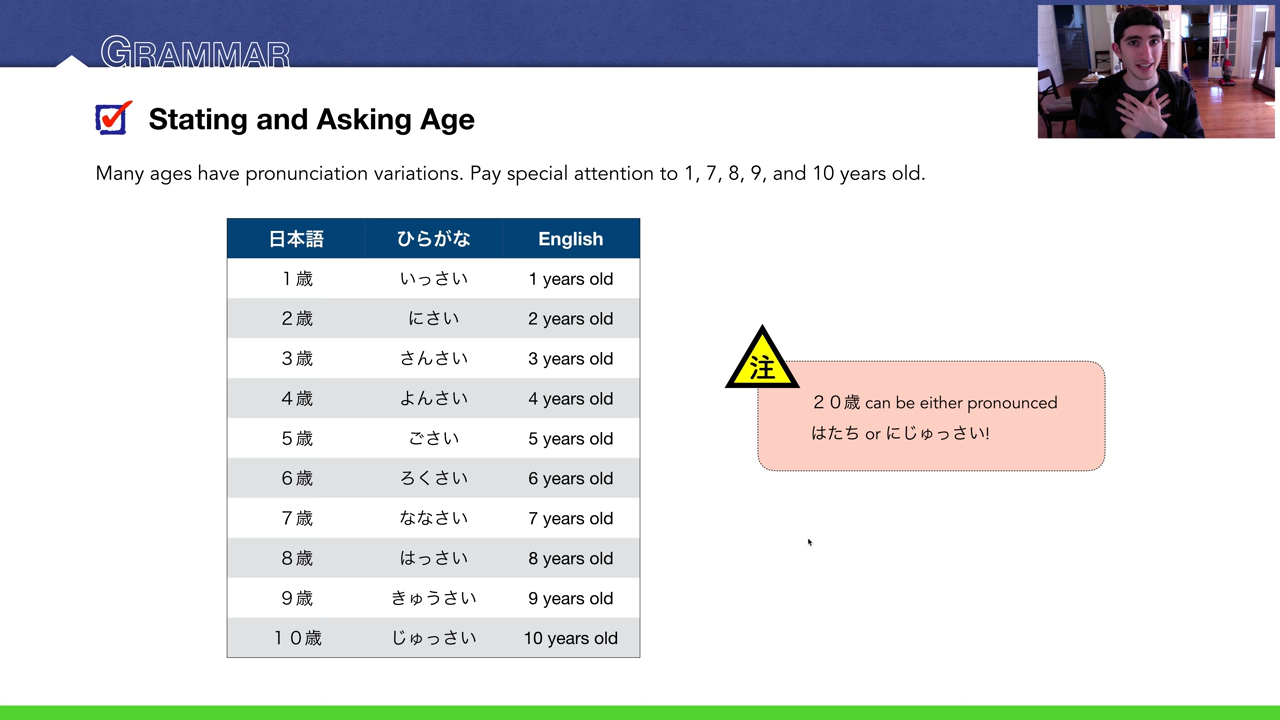 GRAMMAR
Stating and Asking Age
Many ages have pronunciation variations. Pay special attention to 1, 7, 8, 9, and 10 years old.
日本語 ひらがな English
1歳 いっさい 1 years old
2歳 にさい 2 years old
3歳 さんさい 3 years old
4歳 よんさい 4 years old
5歳 ごさい 5 years old
6歳 ろくさい 6 years old
7歳 ななさい 7 years old
8歳 はっさい 8 years old
9歳 きゅうさい 9 years old
10歳 じゅっさい 10 years old
注
20歳 can be either pronounced
はたち or にじゅっさい!